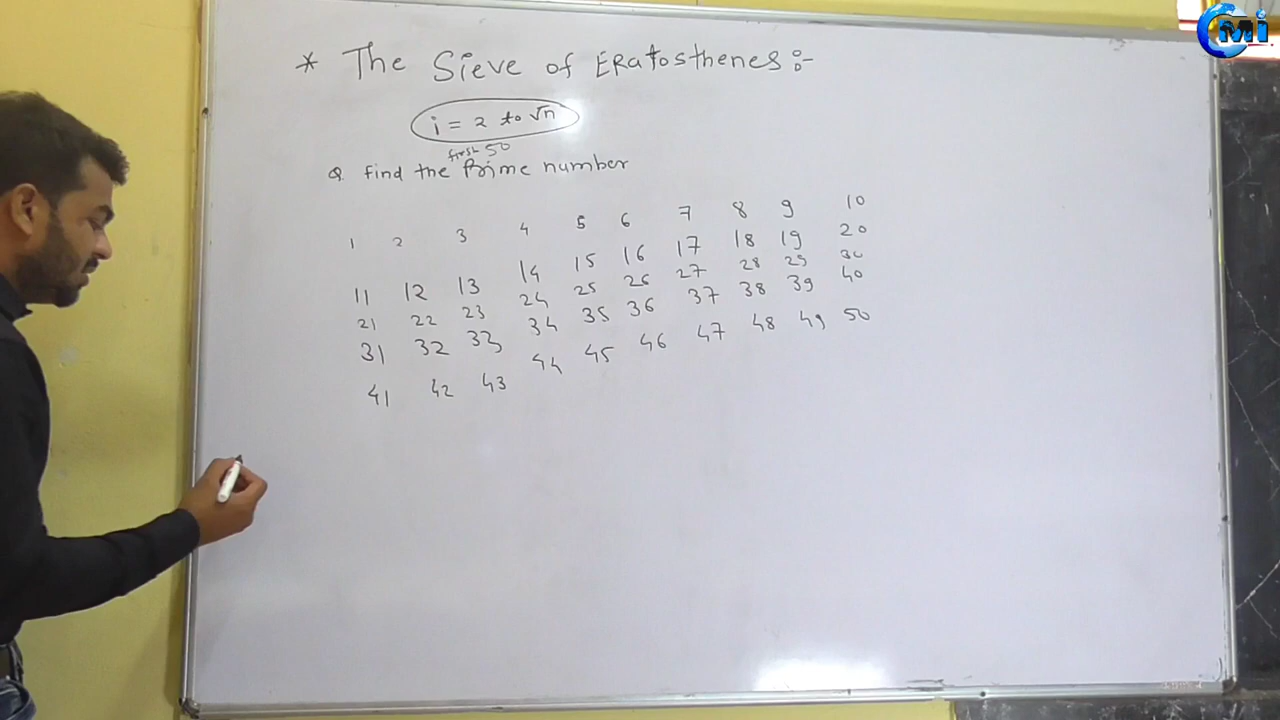 * The Sieve of Eratosthenes :-
i = 2 to √n
first 50
Q find the Prime number
1 2 3 4 5 6 7 8 9 10
11 12 13 14 15 16 17 18 19 20
21 22 23 24 25 26 27 28 29 30
31 32 33 34 35 36 37 38 39 40
41 42 43 44 45 46 47 48 49 50
CMi